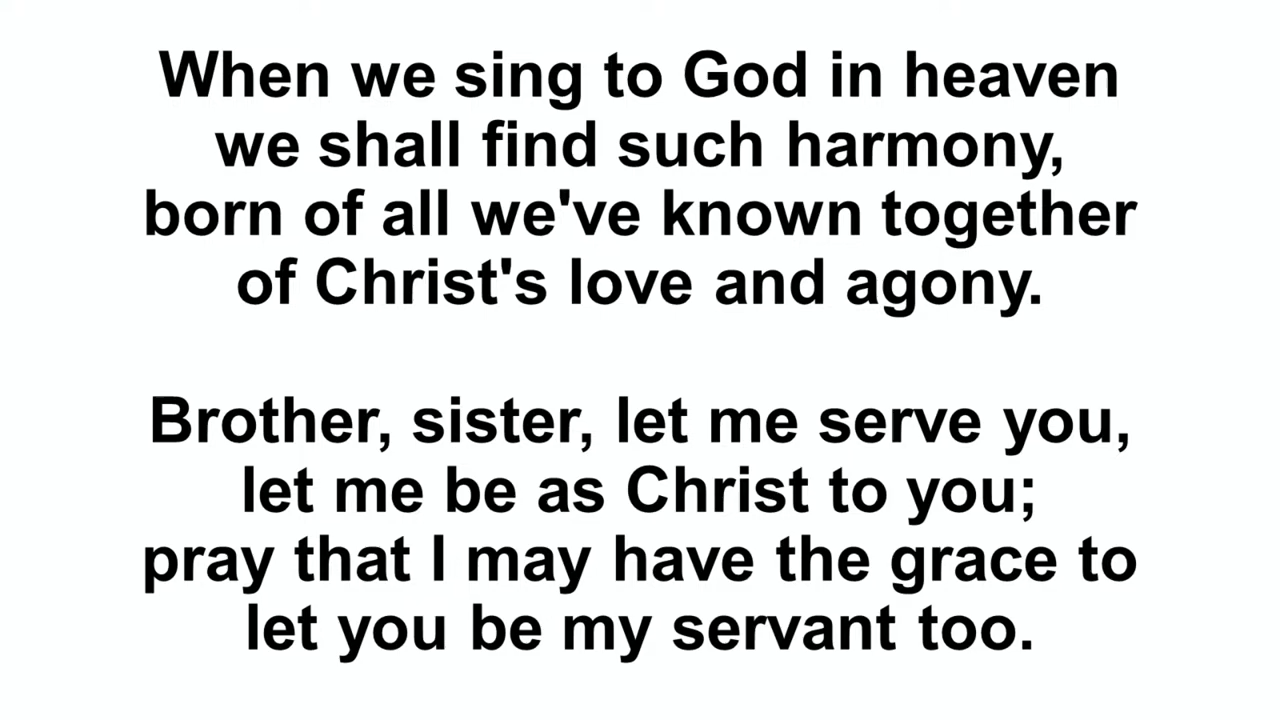 When we sing to God in heaven
we shall find such harmony,
born of all we've known together
of Christ's love and agony.
Brother, sister, let me serve you,
let me be as Christ to you;
pray that I may have the grace to
let you be my servant too.